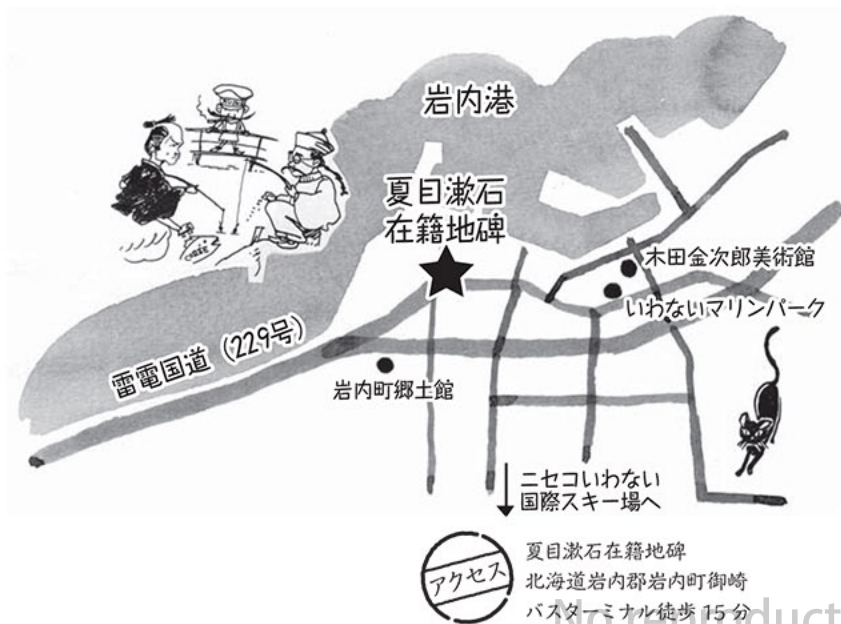 岩内港
夏目漱石
在籍地碑
木田金次郎美術館
いわないマリンパーク
雷電国道（229号）
岩内町郷土館
ニセコいわない
国際スキー場へ
アクセス
夏目漱石在籍地碑
北海道岩内郡岩内町御崎
バスターミナル徒歩15分